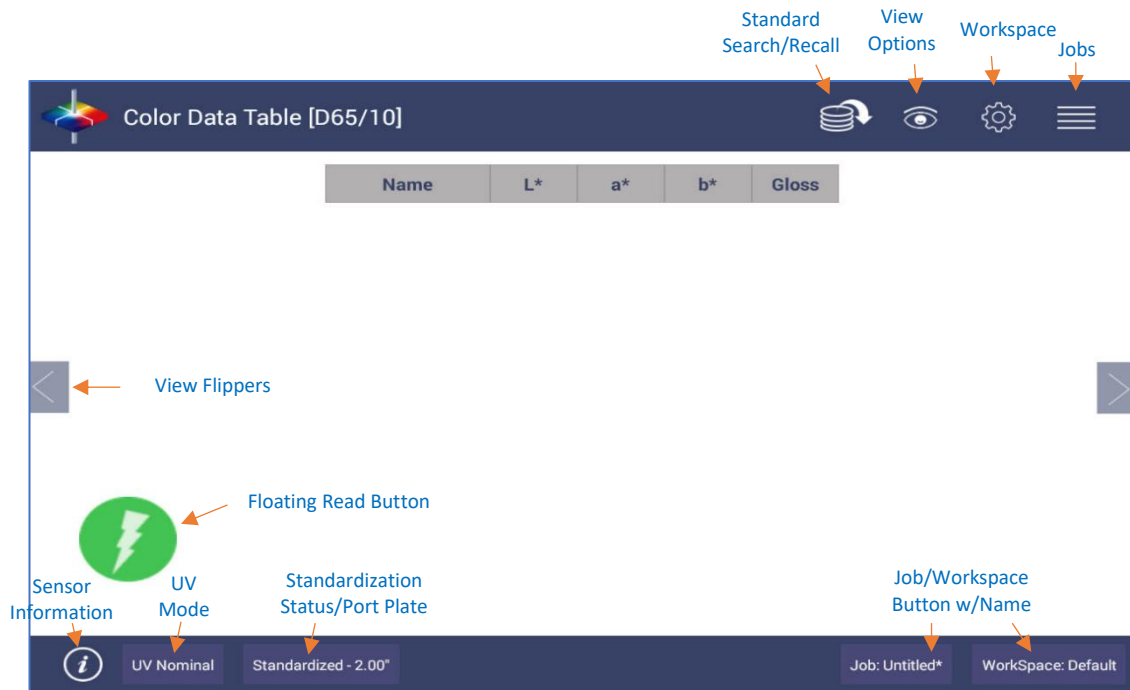 Standard
Search/Recall
View
Options
Workspace
Jobs
Color Data Table [D65/10]
Name L* a* b* Gloss
View Flippers
Floating Read Button
Sensor
Information
UV
Mode
Standardization
Status/Port Plate
Job/Workspace
Button w/Name
i UV Nominal Standardized - 2.00" Job: Untitled* WorkSpace: Default